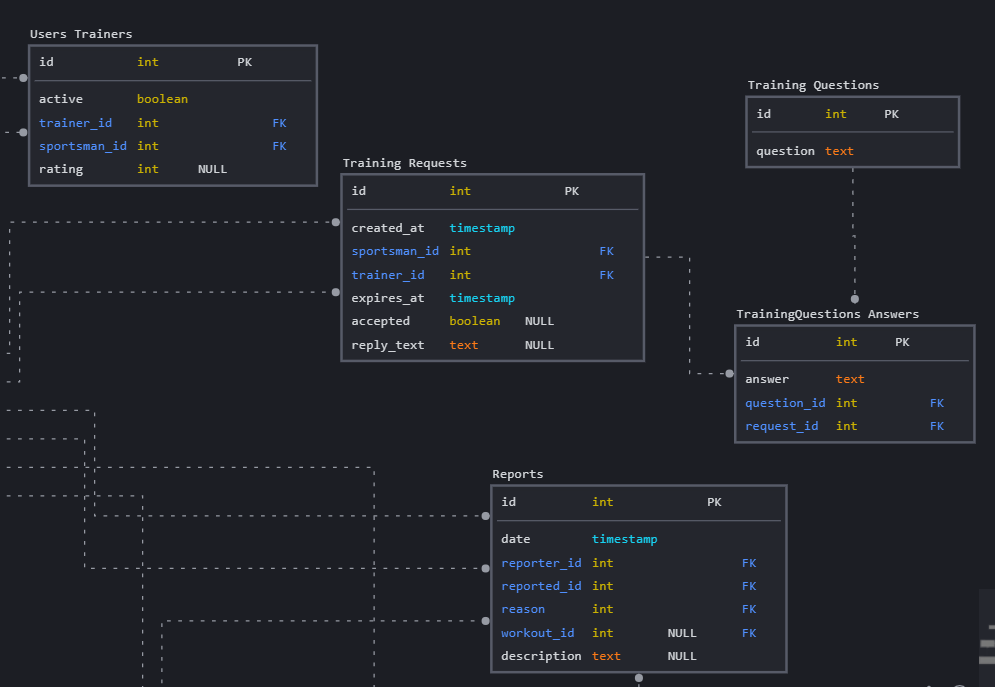 Users Trainers
id int PK
active boolean
trainer_id int FK
sportsman_id int FK
rating int NULL
Training Requests
id int PK
created_at timestamp
sportsman_id int FK
trainer_id int FK
expires_at timestamp
accepted boolean NULL
reply_text text NULL
Training Questions
id int PK
question text
TrainingQuestions Answers
id int PK
answer text
question_id int FK
request_id int FK
Reports
id int PK
date timestamp
reporter_id int FK
reported_id int FK
reason int FK
workout_id int NULL FK
description text NULL